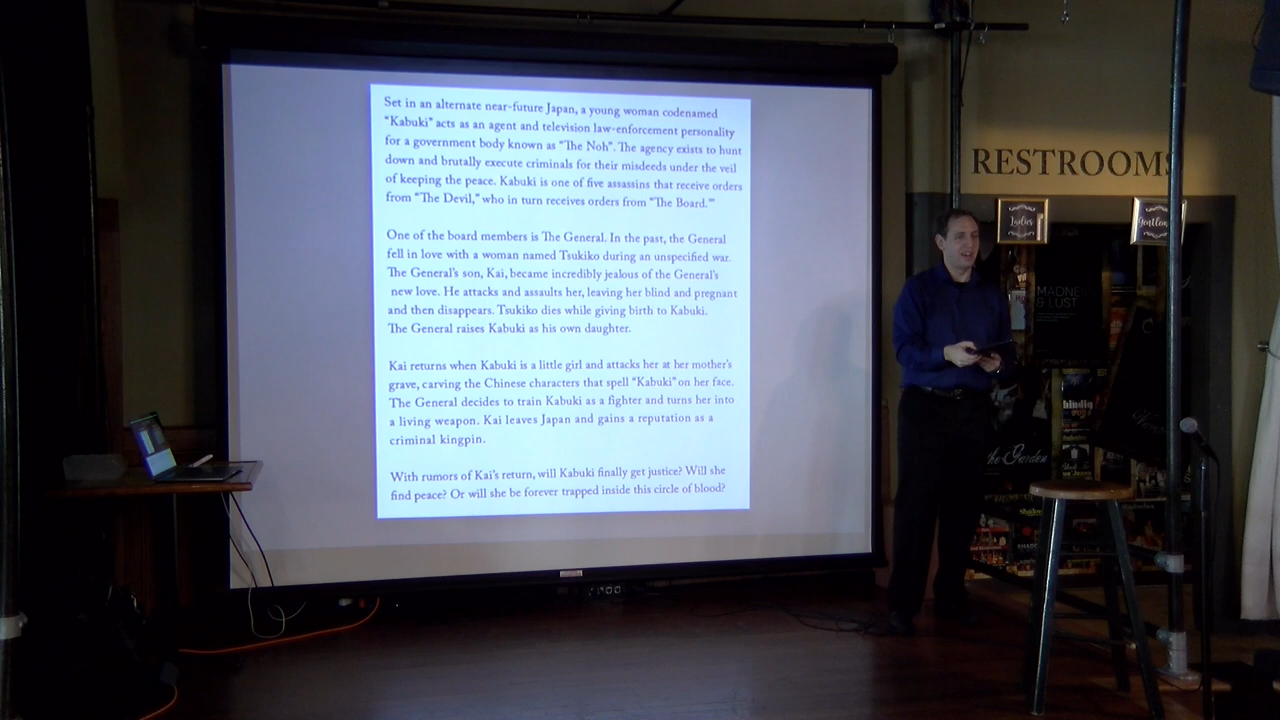 Set in an alternate near-future Japan, a young woman codenamed
"Kabuki" acts as an agent and television law-enforcement personality
for a government body known as "The Noh". The agency exists to hunt
down and brutally execute criminals for their misdeeds under the veil
of keeping the peace. Kabuki is one of five assassins that receive orders
from "The Devil," who in turn receives orders from "The Board.""
One of the board members is The General. In the past, the General
fell in love with a woman named Tsukiko during an unspecified war.
The General's son, Kai, became incredibly jealous of the General's
new love. He attacks and assaults her, leaving her blind and pregnant
and then disappears. Tsukiko dies while giving birth to Kabuki.
The General raises Kabuki as his own daughter.
Kai returns when Kabuki is a little girl and attacks her at her mother's
grave, carving the Chinese characters that spell "Kabuki" on her face.
The General decides to train Kabuki as a fighter and turns her into
a living weapon. Kai leaves Japan and gains a reputation as a
criminal kingpin.
With rumors of Kai's return, will Kabuki finally get justice? Will she
find peace? Or will she be forever trapped inside this circle of blood?
RESTROOMS
Ladies
Gentlem
MADNE
& LUST
the Garden